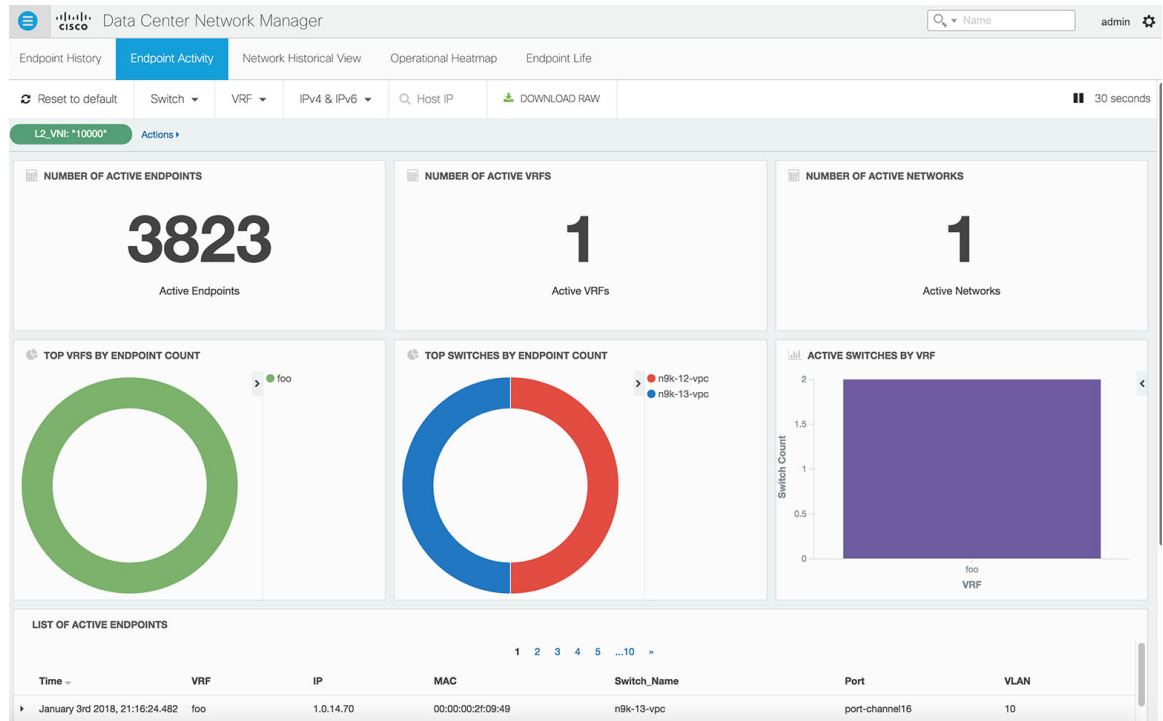 cisco Data Center Network Manager
Name
admin
Endpoint History Endpoint Activity Network Historical View Operational Heatmap Endpoint Life
Reset to default Switch VRF IPv4 & IPv6 Host IP DOWNLOAD RAW 30 seconds
L2_VNI: "10000" Actions
NUMBER OF ACTIVE ENDPOINTS
3823
Active Endpoints
NUMBER OF ACTIVE VRFS
1
Active VRFs
NUMBER OF ACTIVE NETWORKS
1
Active Networks
TOP VRFS BY ENDPOINT COUNT
foo
TOP SWITCHES BY ENDPOINT COUNT
n9k-12-vpc
n9k-13-vpc
ACTIVE SWITCHES BY VRF
2
1.5
1
0.5
0
Switch Count
foo
VRF
LIST OF ACTIVE ENDPOINTS
1 2 3 4 5 ...10 »
Time VRF IP MAC Switch_Name Port VLAN
January 3rd 2018, 21:16:24.482 foo 1.0.14.70 00:00:00:2f:09:49 n9k-13-vpc port-channel16 10